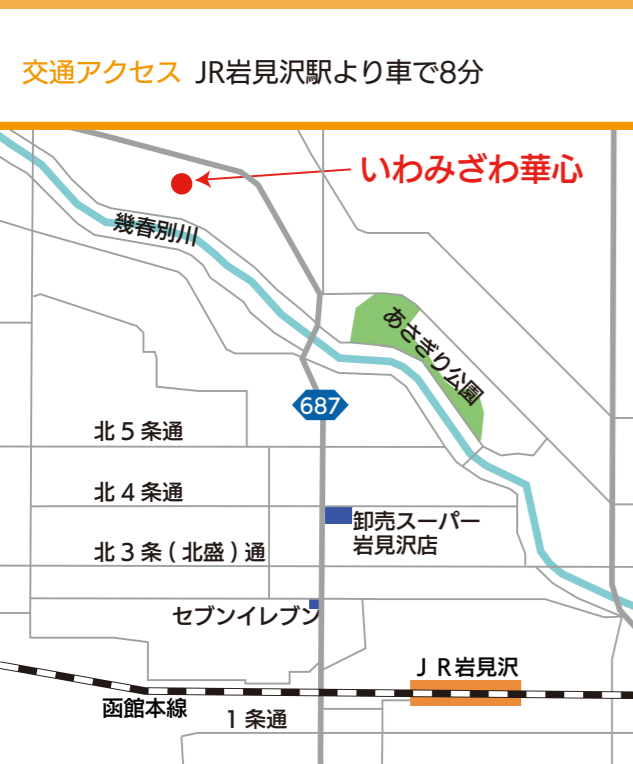 交通アクセス JR岩見沢駅より車で8分
いわみざわ華心
幾春別川
あさぎり公園
687
北5条通
北4条通
卸売スーパー
岩見沢店
北3条(北盛)通
セブンイレブン
JR岩見沢
函館本線
1条通